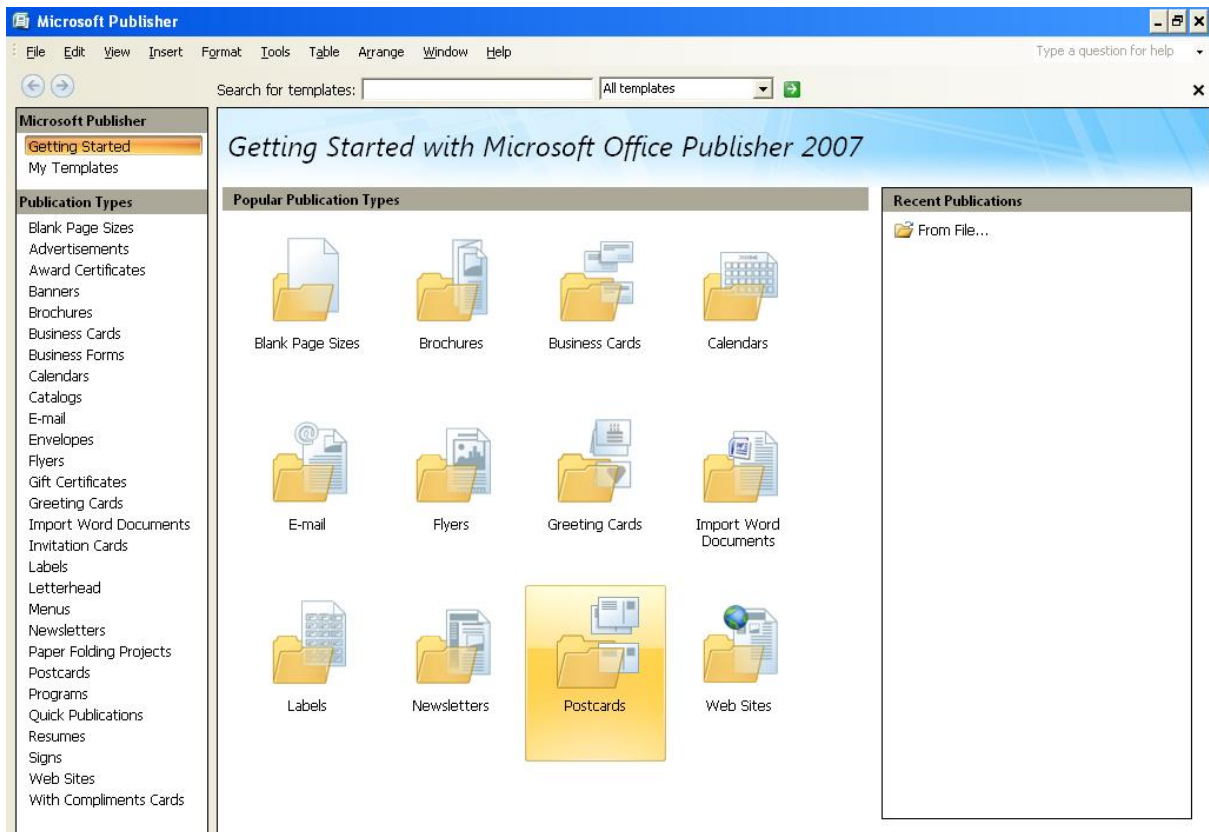 Microsoft Publisher
File Edit View Insert Format Tools Table Arrange Window Help Type a question for help
Search for templates: All templates
Microsoft Publisher
Getting Started
My Templates
Publication Types
Blank Page Sizes
Advertisements
Award Certificates
Banners
Brochures
Business Cards
Business Forms
Calendars
Catalogs
E-mail
Envelopes
Flyers
Gift Certificates
Greeting Cards
Import Word Documents
Invitation Cards
Labels
Letterhead
Menus
Newsletters
Paper Folding Projects
Postcards
Programs
Quick Publications
Resumes
Signs
Web Sites
With Compliments Cards
Getting Started with Microsoft Office Publisher 2007
Popular Publication Types
Blank Page Sizes Brochures Business Cards Calendars
E-mail Flyers Greeting Cards Import Word
Documents
Labels Newsletters Postcards Web Sites
Recent Publications
From File...